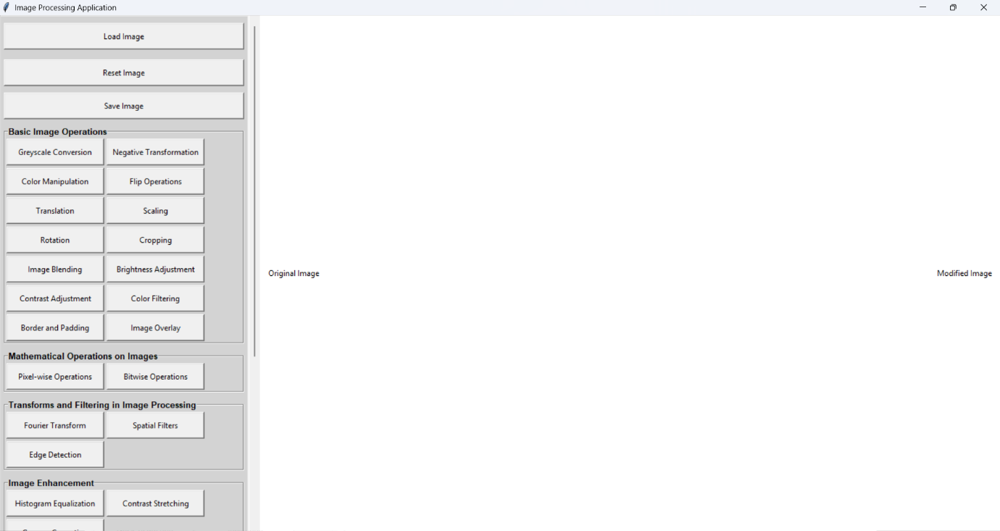 Image Processing Application
Load Image
Reset Image
Save Image
Basic Image Operations
Greyscale Conversion Negative Transformation
Color Manipulation Flip Operations
Translation Scaling
Rotation Cropping
Image Blending Brightness Adjustment
Original Image Modified Image
Contrast Adjustment Color Filtering
Border and Padding Image Overlay
Mathematical Operations on Images
Pixel-wise Operations Bitwise Operations
Transforms and Filtering in Image Processing
Fourier Transform Spatial Filters
Edge Detection
Image Enhancement
Histogram Equalization Contrast Stretching